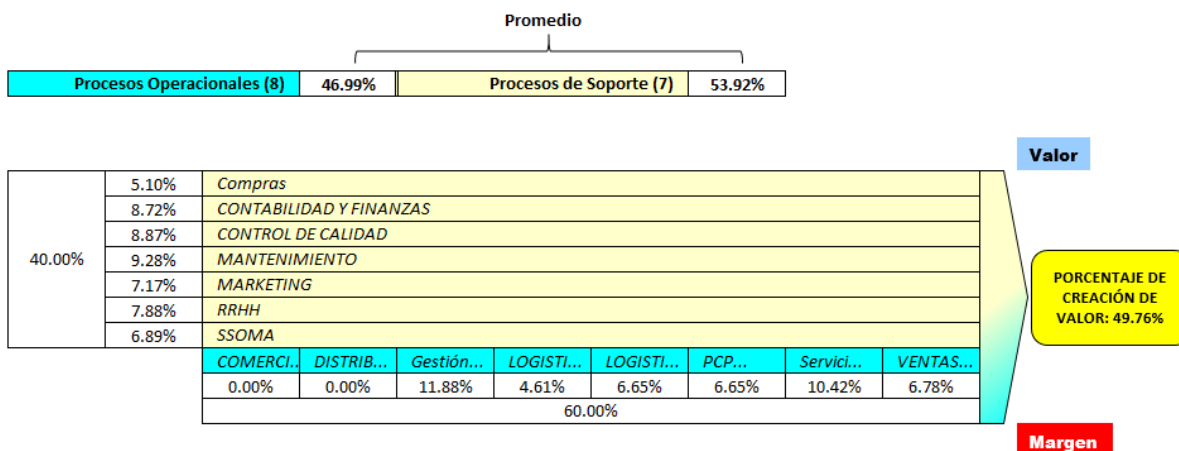 Promedio
Procesos Operacionales (8) 46.99% Procesos de Soporte (7) 53.92%
Valor
40.00%
5.10% Compras
8.72% CONTABILIDAD Y FINANZAS
8.87% CONTROL DE CALIDAD
9.28% MANTENIMIENTO
7.17% MARKETING
7.88% RRHH
6.89% SSOMA
PORCENTAJE DE
CREACIÓN DE
VALOR: 49.76%
COMERCI... DISTRIB... Gestión... LOGISTI... LOGISTI... PCP... Servici... VENTAS...
0.00% 0.00% 11.88% 4.61% 6.65% 6.65% 10.42% 6.78%
60.00%
Margen